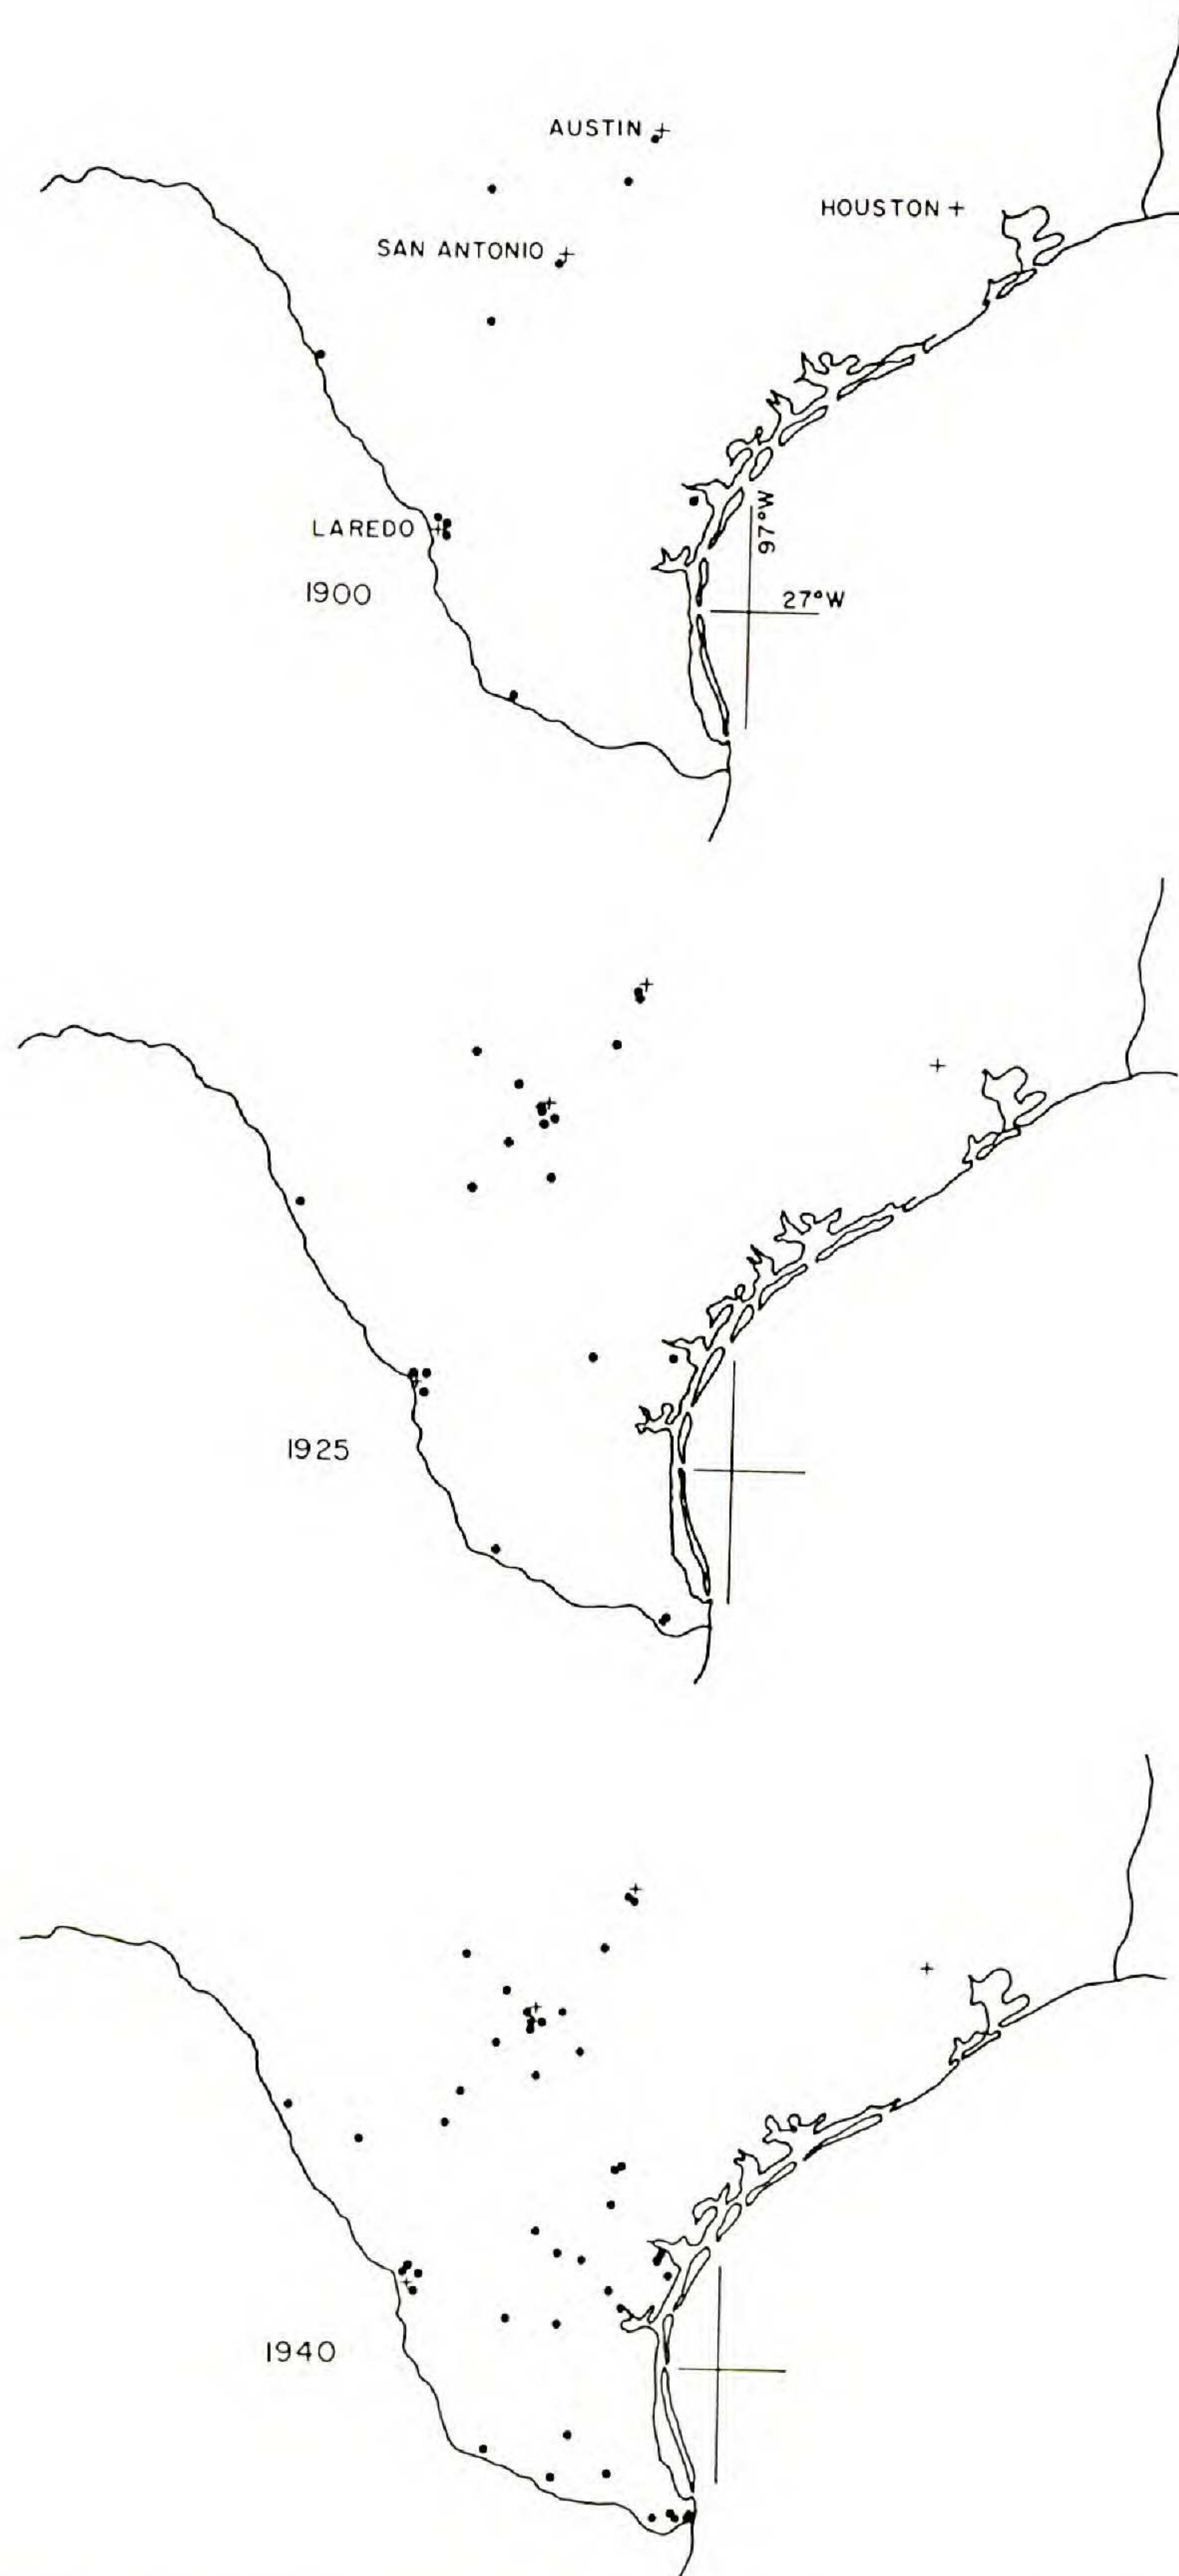 AUSTIN
HOUSTON
SAN ANTONIO
LAREDO
97°W
1900
27°W
1925
1940